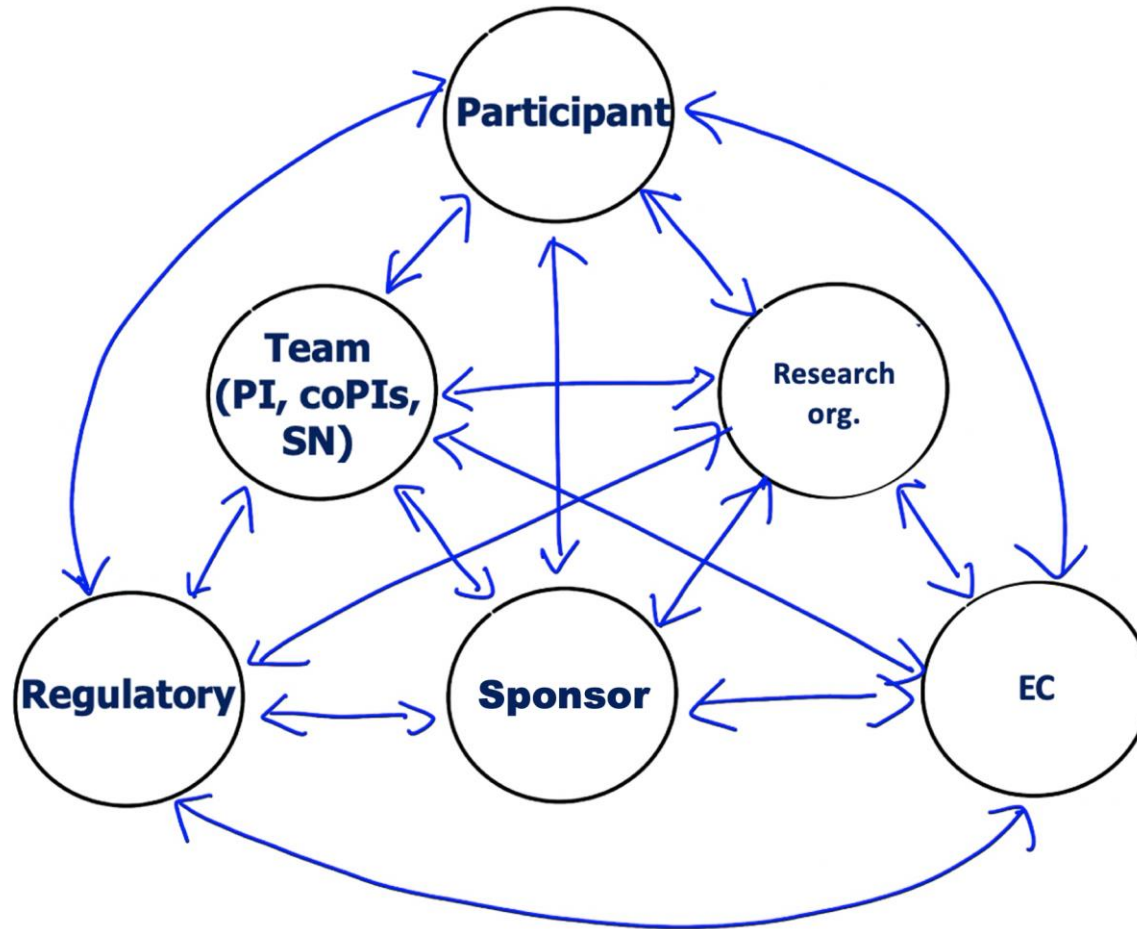 Participant
Team
(PI, coPIs,
SN)
Research
org.
Regulatory
Sponsor
EC